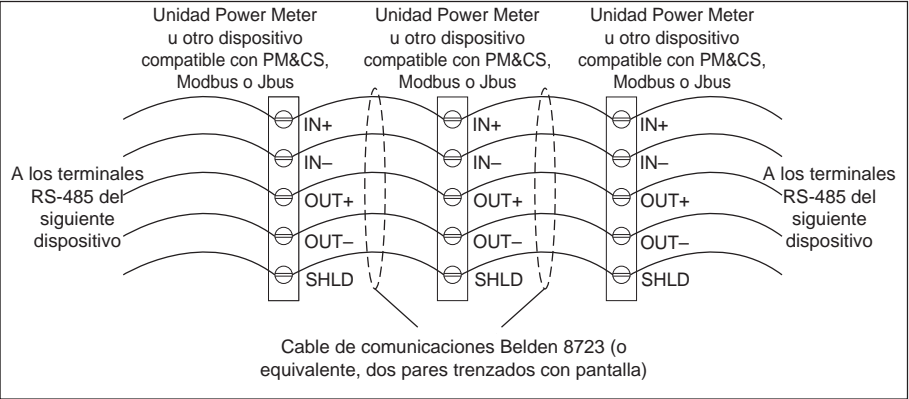 Unidad Power Meter
u otro dispositivo
compatible con PM&CS,
Modbus o Jbus
Unidad Power Meter
u otro dispositivo
compatible con PM&CS,
Modbus o Jbus
Unidad Power Meter
u otro dispositivo
compatible con PM&CS,
Modbus o Jbus
A los terminales
RS-485 del
siguiente
dispositivo
IN+
IN–
OUT+
OUT–
SHLD
IN+
IN–
OUT+
OUT–
SHLD
IN+
IN–
OUT+
OUT–
SHLD
A los terminales
RS-485 del
siguiente
dispositivo
Cable de comunicaciones Belden 8723 (o
equivalente, dos pares trenzados con pantalla)